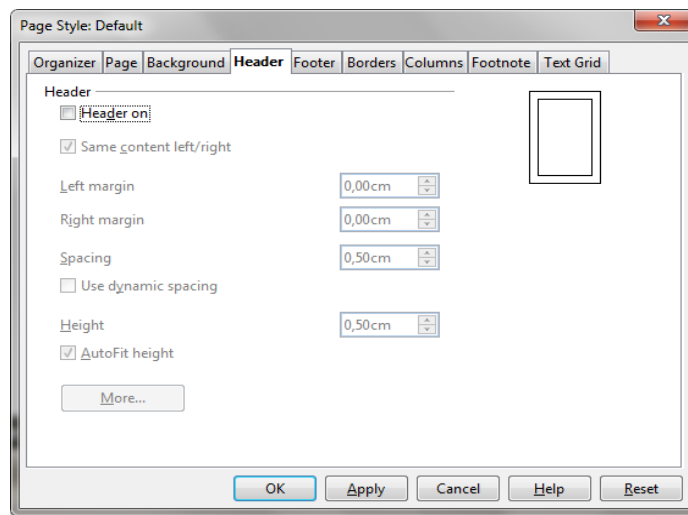 Page Style: Default
Organizer Page Background Header Footer Borders Columns Footnote Text Grid
Header
Header on
Same content left/right
Left margin 0,00cm
Right margin 0,00cm
Spacing 0,50cm
Use dynamic spacing
Height 0,50cm
AutoFit height
More...
OK Apply Cancel Help Reset